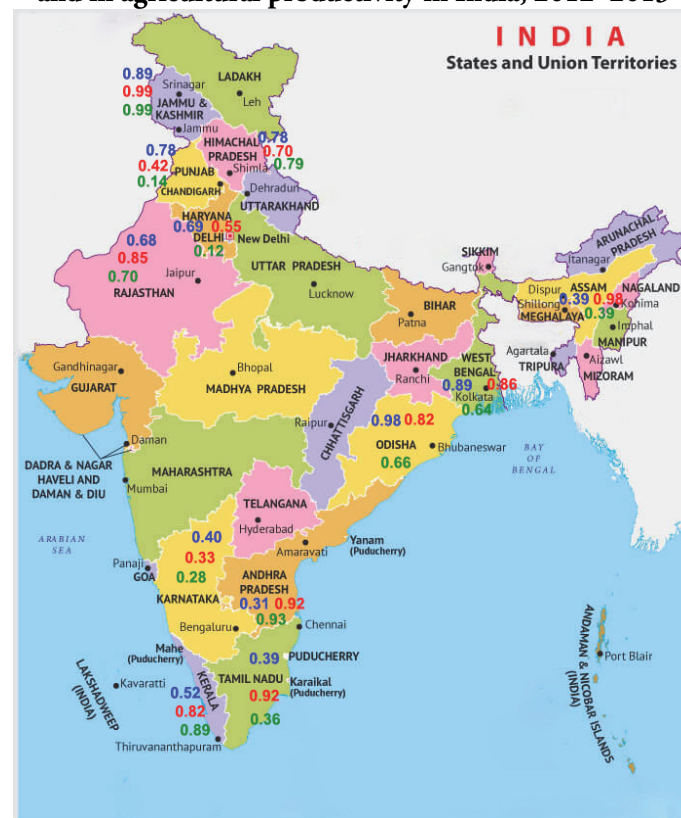 and in agricultural productivity in India, 2012–2013
INDIA
States and Union Territories
0.89
Srinagar
0.99
JAMMU &
KASHMIR
0.99
Jammu
LADAKH
Leh
0.78
HIMACHAL
PRADESH
0.70
Shimla
0.79
0.78
0.42
PUNJAB
0.14
CHANDIGARH
Dehradun
UTTARAKHAND
HARYANA
0.69 0.55
DELHI
New Delhi
0.12
0.68
0.85
0.70
Jaipur
RAJASTHAN
UTTAR PRADESH
Lucknow
SIKKIM
Gangtok
ARUNACHAL
PRADESH
Itanagar
Dispur
ASSAM
NAGALAND
Shillong
0.39 0.98
Kohima
MEGHALAYA
0.39
Imphal
MANIPUR
Agartala
TRIPURA
Aizawl
MIZORAM
BIHAR
Patna
JHARKHAND
Ranchi
WEST
BENGAL
0.89 0.86
Kolkata
0.64
Gandhinagar
GUJARAT
Bhopal
MADHYA PRADESH
Raipur
CHHATTISGARH
0.98 0.82
ODISHA
Bhubaneswar
0.66
BAY
OF
BENGAL
Daman
DADRA & NAGAR
HAVELI AND
DAMAN & DIU
MAHARASHTRA
Mumbai
TELANGANA
Hyderabad
ARABIAN
SEA
0.40
0.33
0.28
Panaji
GOA
KARNATAKA
Bengaluru
Amaravati
Yanam
(Puducherry)
ANDHRA
PRADESH
0.31 0.92
0.93
Chennai
Mahe
(Puducherry)
0.39
PUDUCHERRY
TAMIL NADU
Karaikal
(Puducherry)
0.92
0.36
LAKSHADWEEP
(INDIA)
Kavaratti
KERALA
0.52
0.82
0.89
Thiruvananthapuram
ANDAMAN & NICOBAR ISLANDS
(INDIA)
Port Blair